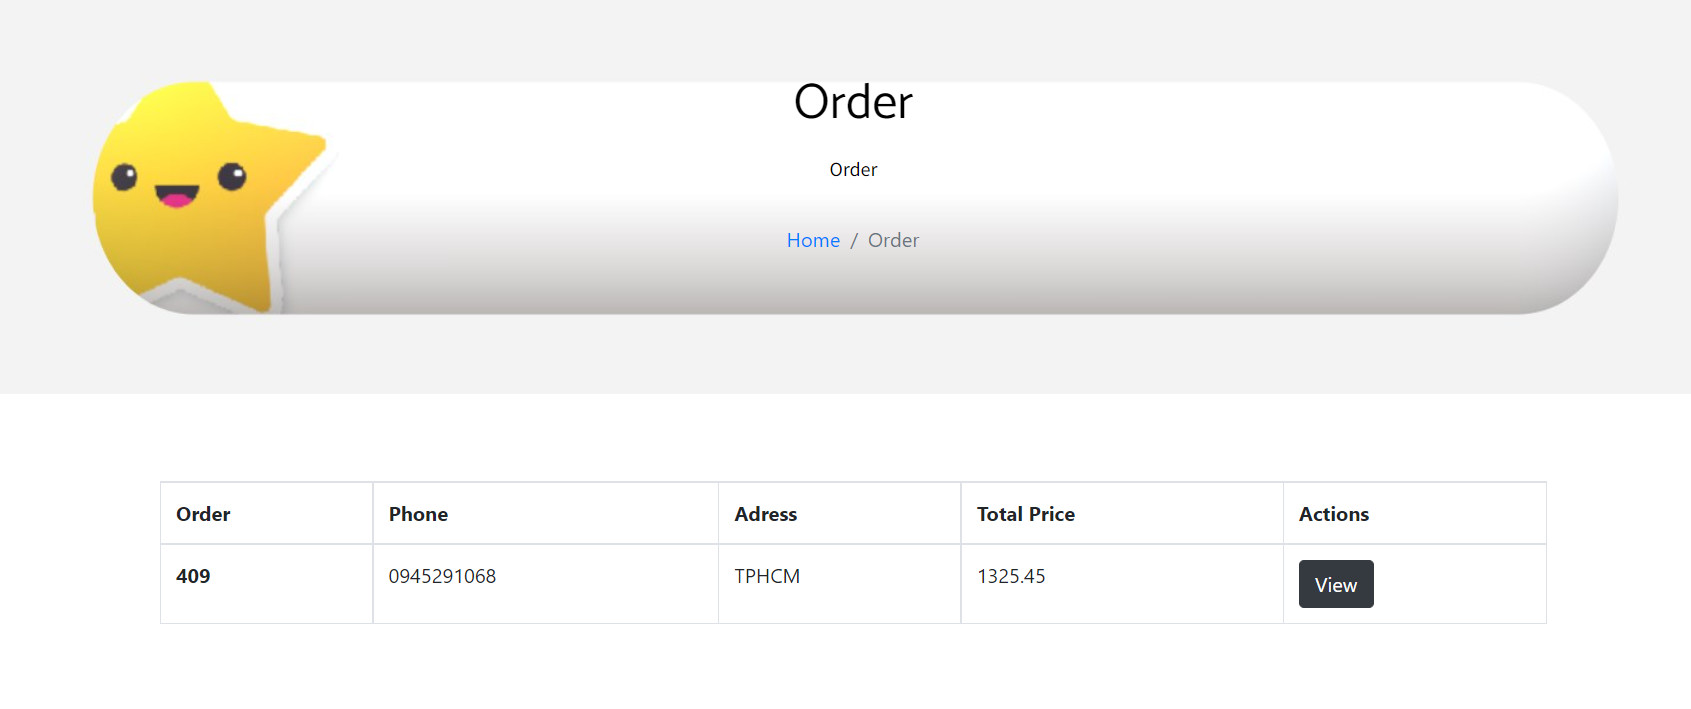 Order
Order
Home / Order
Order Phone Adress Total Price Actions
409 0945291068 TPHCM 1325.45 View